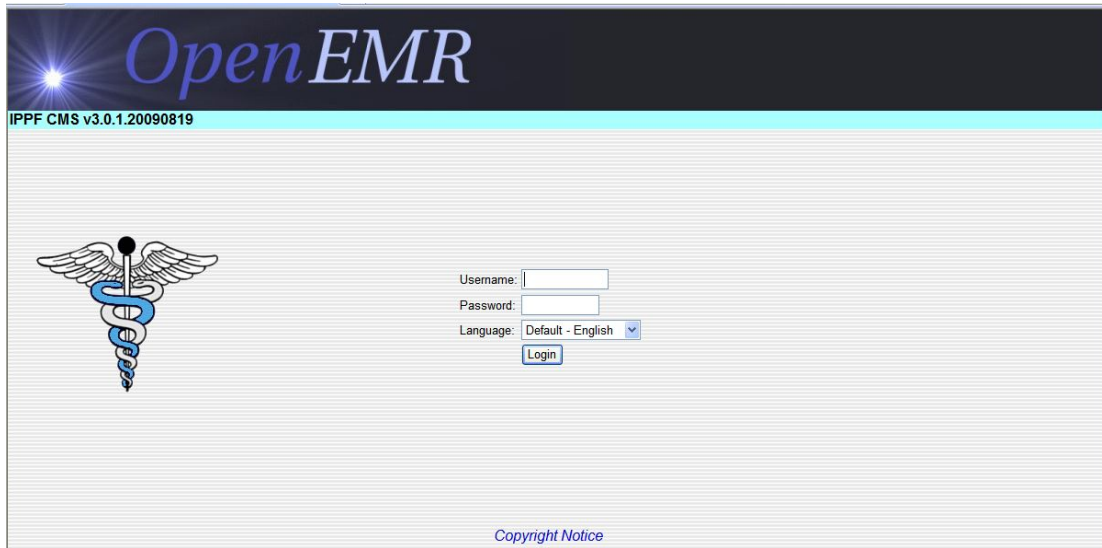 OpenEMR
IPPF CMS v3.0.1.20090819
Username:
Password:
Language: Default - English
Login
Copyright Notice